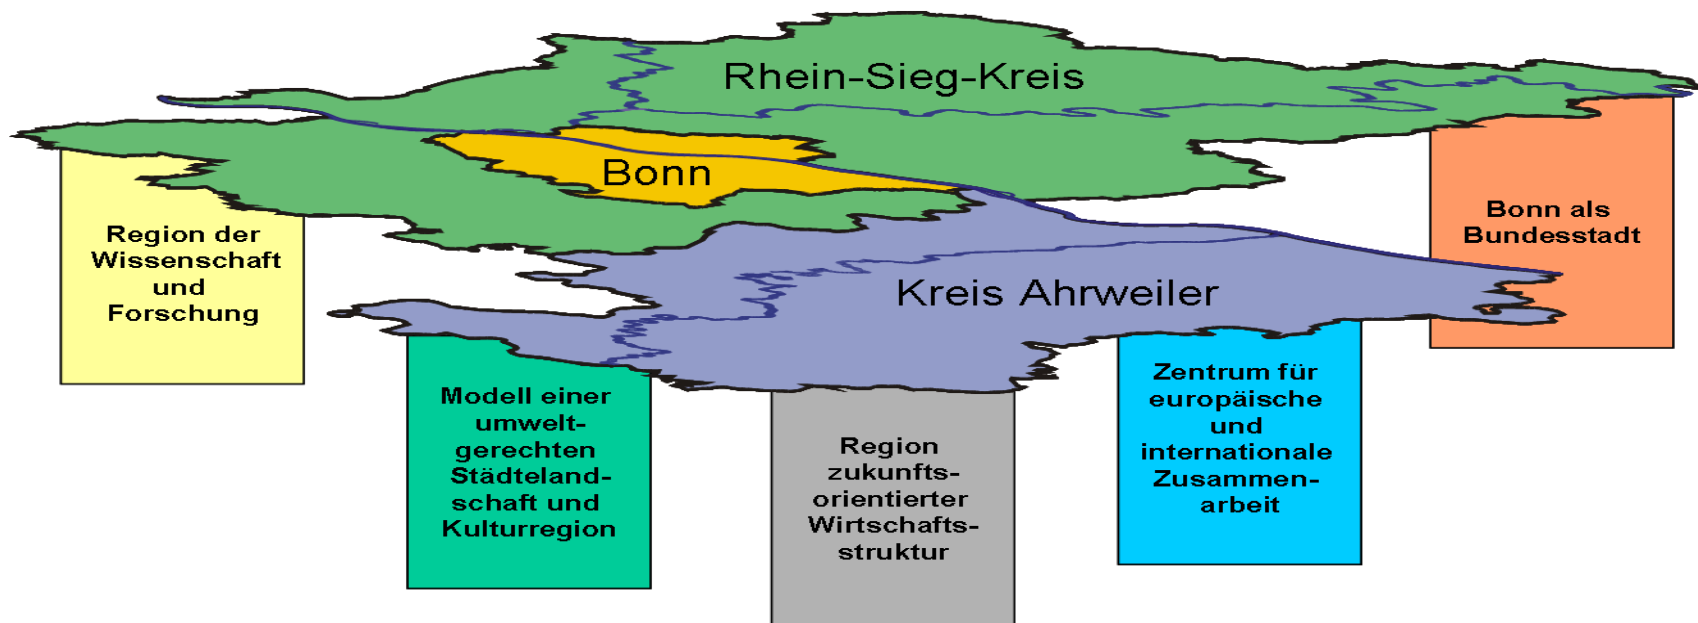 Rhein-Sieg-Kreis
Bonn
Kreis Ahrweiler
Region der
Wissenschaft
und
Forschung
Modell einer
umwelt-
gerechten
Städteland-
schaft und
Kulturregion
Region
zukunfts-
orientierter
Wirtschafts-
struktur
Zentrum für
europäische
und
internationale
Zusammen-
arbeit
Bonn als
Bundesstadt